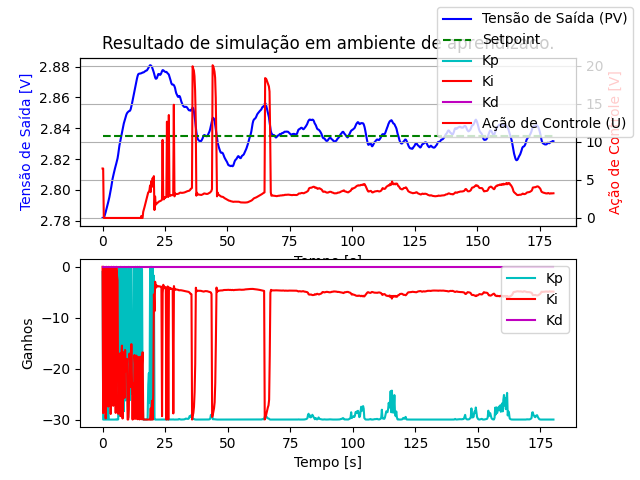 Resultado de simulação em ambiente de aprendizado.
Tensão de Saída (PV)
Setpoint
Kp
Ki
Kd
Ação de Controle (U)
Tensão de Saída [V]
2.88
2.86
2.84
2.82
2.80
2.78
20
15
10
5
0
Ação de Controle [V]
0 25 50 75 100 125 150 175
Tempo [s]
Ganhos
0
−10
−20
−30
Kp
Ki
Kd
0 25 50 75 100 125 150 175
Tempo [s]